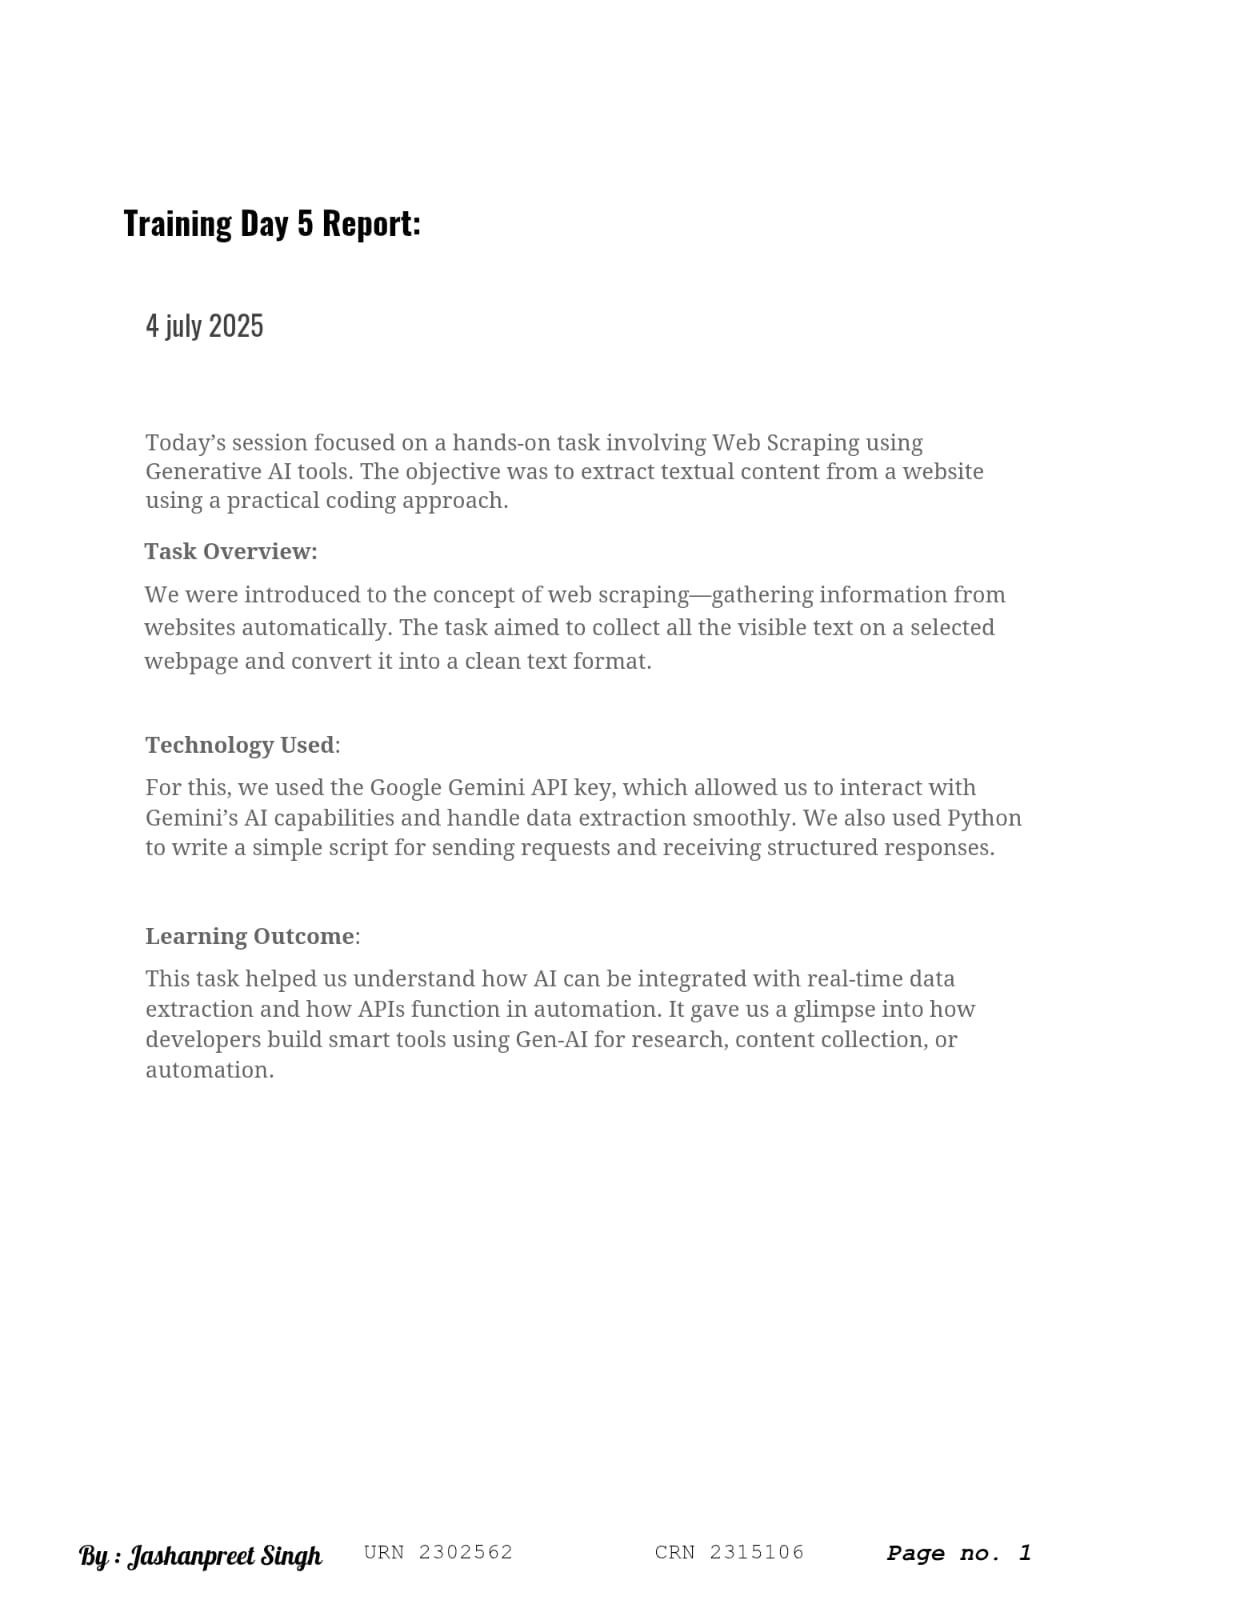 Training Day 5 Report:
4 july 2025
Today’s session focused on a hands-on task involving Web Scraping using
Generative AI tools. The objective was to extract textual content from a website
using a practical coding approach.
Task Overview:
We were introduced to the concept of web scraping—gathering information from
websites automatically. The task aimed to collect all the visible text on a selected
webpage and convert it into a clean text format.
Technology Used:
For this, we used the Google Gemini API key, which allowed us to interact with
Gemini’s AI capabilities and handle data extraction smoothly. We also used Python
to write a simple script for sending requests and receiving structured responses.
Learning Outcome:
This task helped us understand how AI can be integrated with real-time data
extraction and how APIs function in automation. It gave us a glimpse into how
developers build smart tools using Gen-AI for research, content collection, or
automation.
By : Jashanpreet Singh URN 2302562 CRN 2315106 Page no. 1